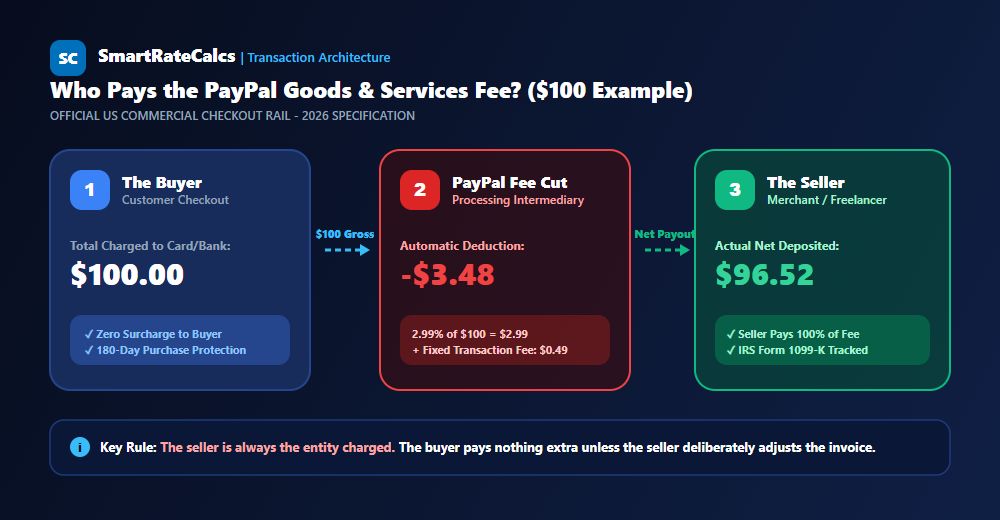 SC
SmartRateCalcs | Transaction Architecture
Who Pays the PayPal Goods & Services Fee? ($100 Example)
OFFICIAL US COMMERCIAL CHECKOUT RAIL - 2026 SPECIFICATION
1
The Buyer
Customer Checkout
Total Charged to Card/Bank:
$100.00
✓ Zero Surcharge to Buyer
✓ 180-Day Purchase Protection
$100 Gross
2
PayPal Fee Cut
Processing Intermediary
Automatic Deduction:
-$3.48
2.99% of $100 = $2.99
+ Fixed Transaction Fee: $0.49
Net Payout
3
The Seller
Merchant / Freelancer
Actual Net Deposited:
$96.52
✓ Seller Pays 100% of Fee
✓ IRS Form 1099-K Tracked
i
Key Rule: The seller is always the entity charged. The buyer pays nothing extra unless the seller deliberately adjusts the invoice.